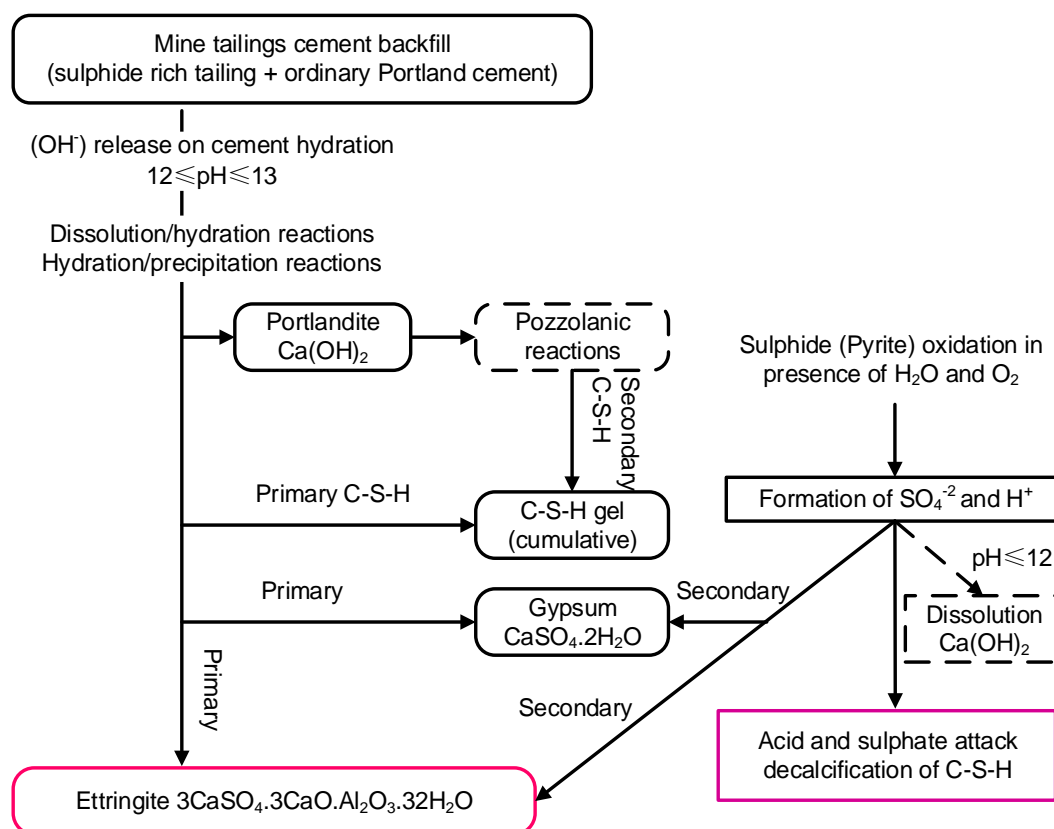 Mine tailings cement backfill
(sulphide rich tailing + ordinary Portland cement)
(OH⁻) release on cement hydration
12≤pH≤13
Dissolution/hydration reactions
Hydration/precipitation reactions
Portlandite
Ca(OH)₂
Pozzolanic
reactions
Secondary
C-S-H
Sulphide (Pyrite) oxidation in
presence of H₂O and O₂
Primary C-S-H
C-S-H gel
(cumulative)
Formation of SO₄⁻² and H⁺
pH≤12
Primary
Secondary
Gypsum
CaSO₄.2H₂O
Dissolution
Ca(OH)₂
Primary
Secondary
Acid and sulphate attack
decalcification of C-S-H
Ettringite 3CaSO₄.3CaO.Al₂O₃.32H₂O